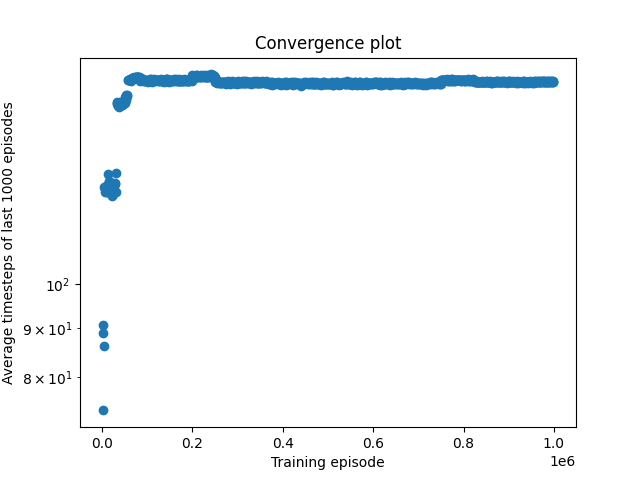 Convergence plot
Average timesteps of last 1000 episodes
10²
9 × 10¹
8 × 10¹
0.0 0.2 0.4 0.6 0.8 1.0
1e6
Training episode